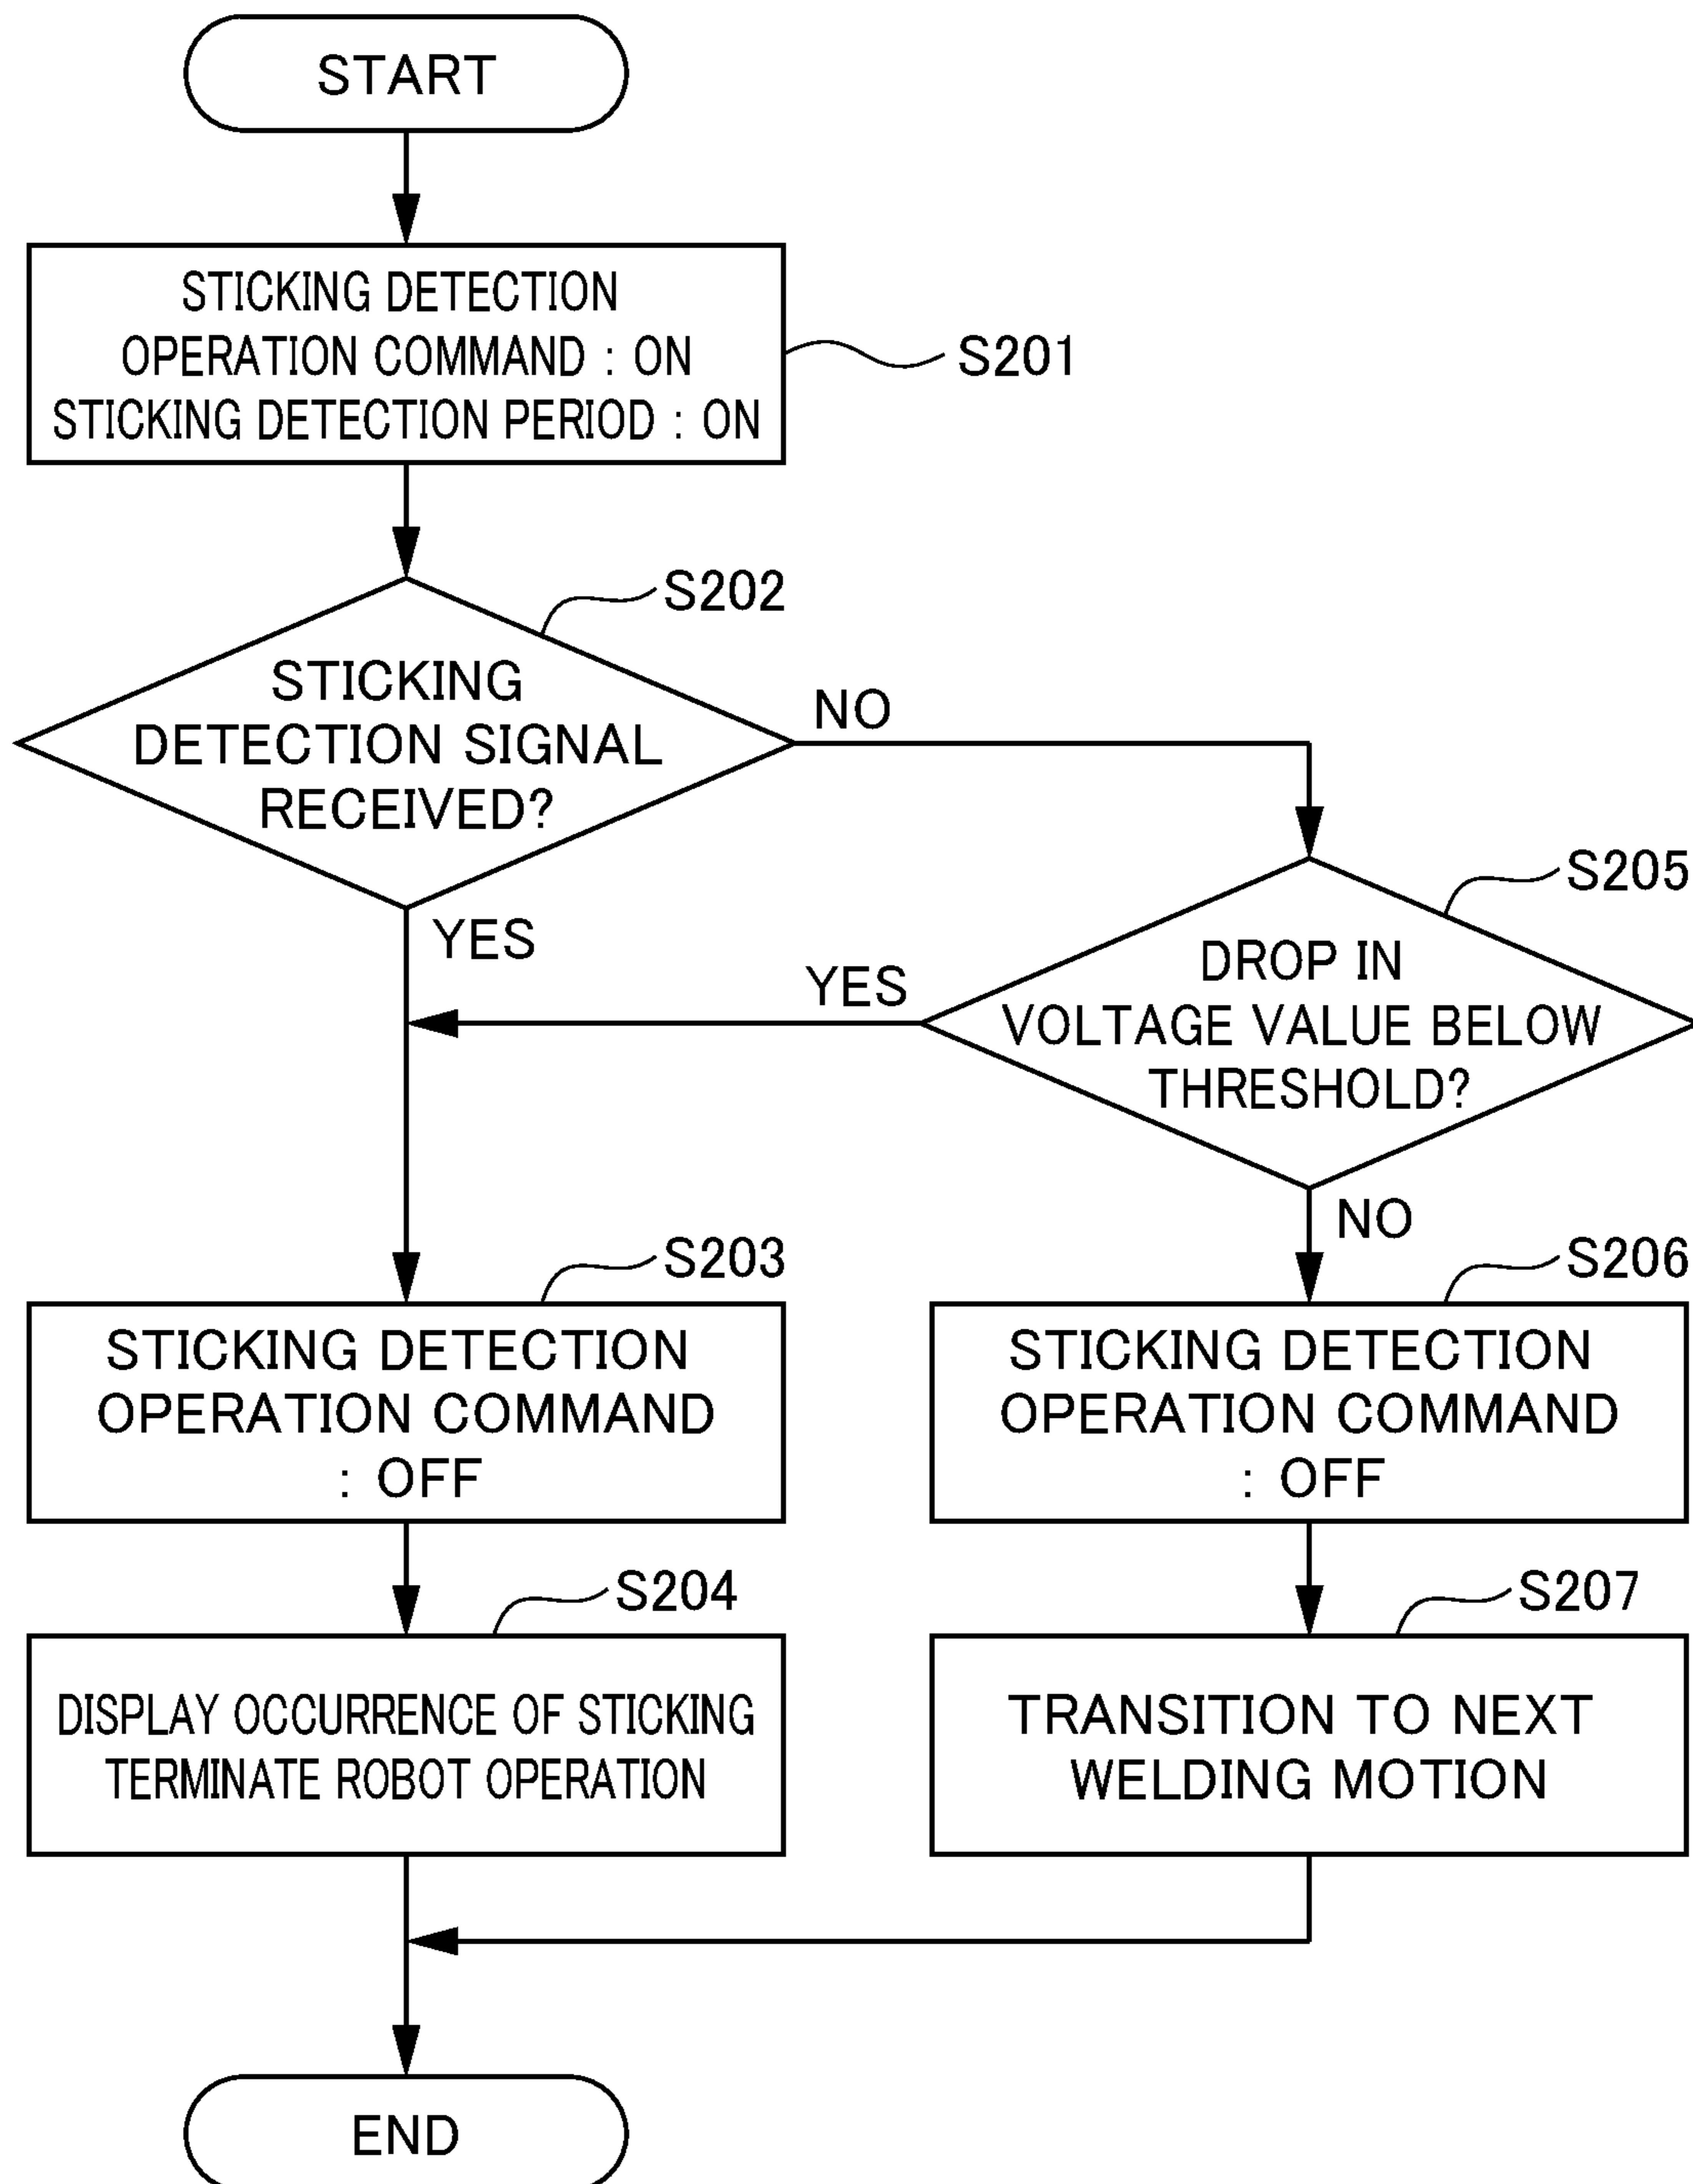 START
STICKING DETECTION
OPERATION COMMAND : ON
STICKING DETECTION PERIOD : ON
S201
S202
STICKING
DETECTION SIGNAL
RECEIVED?
NO
YES
S205
DROP IN
VOLTAGE VALUE BELOW
THRESHOLD?
YES
NO
S203
STICKING DETECTION
OPERATION COMMAND
: OFF
S206
STICKING DETECTION
OPERATION COMMAND
: OFF
S204
DISPLAY OCCURRENCE OF STICKING
TERMINATE ROBOT OPERATION
S207
TRANSITION TO NEXT
WELDING MOTION
END